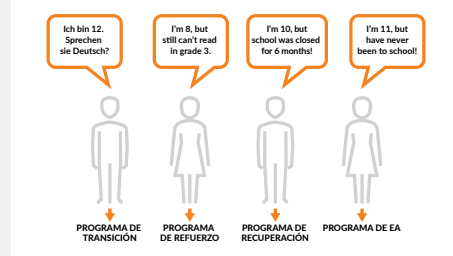 Ich bin 12.
Sprechen
sie Deutsch?
I'm 8, but
still can't read
in grade 3.
I'm 10, but
school was closed
for 6 months!
I'm 11, but
have never
been to school!
PROGRAMA DE
TRANSICIÓN
PROGRAMA
DE REFUERZO
PROGRAMA DE
RECUPERACIÓN
PROGRAMA DE EA